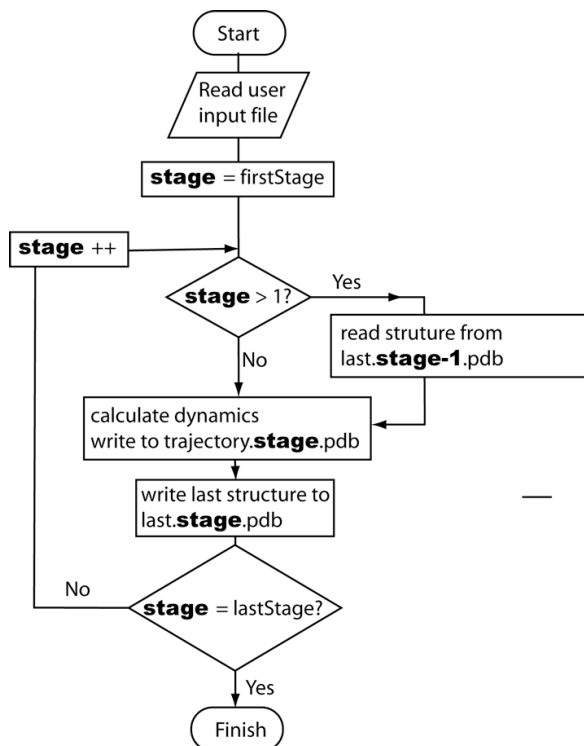 Start
Read user
input file
stage = firstStage
stage ++
stage > 1?
Yes
read struture from
last.stage-1.pdb
No
calculate dynamics
write to trajectory.stage.pdb
write last structure to
last.stage.pdb
No
stage = lastStage?
Yes
Finish